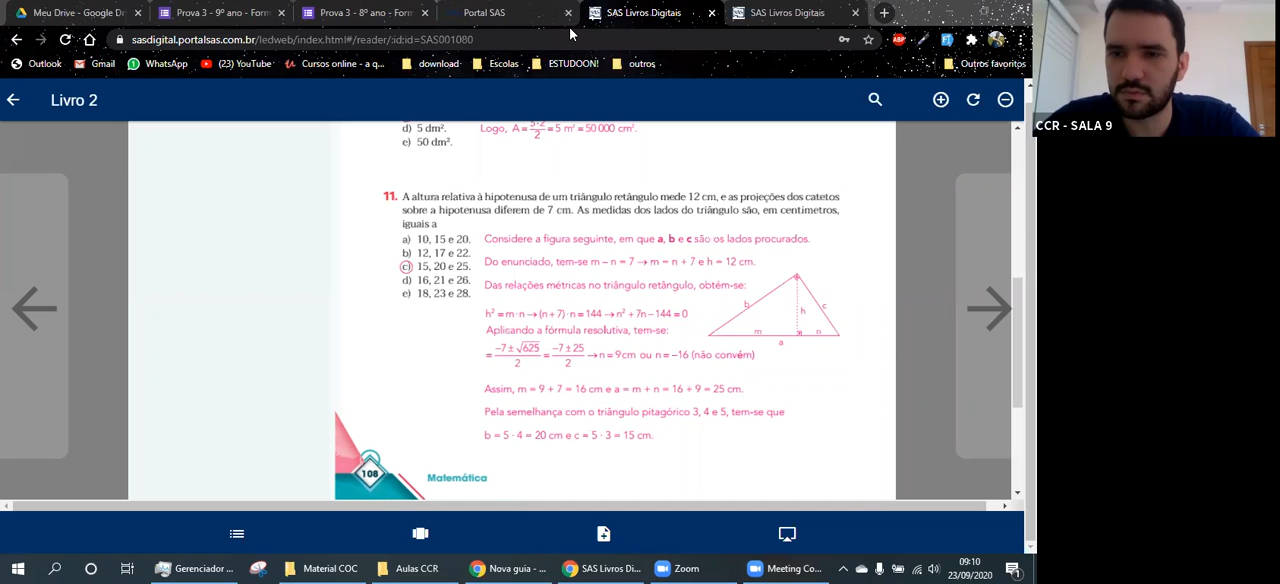 Meu Drive - Google Dr
Prova 3 - 9º ano - Form
Prova 3 - 8º ano - Form
Portal SAS
SAS Livros Digitais
SAS Livros Digitais
sasdigital.portalsas.com.br/ledweb/index.html#/reader/:id:id=SAS001080
Outlook
Gmail
WhatsApp
(23) YouTube
Cursos online - a q...
download
Escolas
ESTUDOON!
outros
Outros favoritos
Livro 2
CCR - SALA 9
d) 5 dm².
Logo, A = 5·2/2 = 5 m² = 50 000 cm².
e) 50 dm².
11. A altura relativa à hipotenusa de um triângulo retângulo mede 12 cm, e as projeções dos catetos
sobre a hipotenusa diferem de 7 cm. As medidas dos lados do triângulo são, em centímetros,
iguais a
a) 10, 15 e 20.
b) 12, 17 e 22.
c) 15, 20 e 25.
d) 16, 21 e 26.
e) 18, 23 e 28.
Considere a figura seguinte, em que a, b e c são os lados procurados.
Do enunciado, tem-se m – n = 7 → m = n + 7 e h = 12 cm.
Das relações métricas no triângulo retângulo, obtém-se:
h² = m · n → (n + 7) · n = 144 → n² + 7n – 144 = 0
Aplicando a fórmula resolutiva, tem-se:
= –7 ± √625 / 2 = –7 ± 25 / 2 → n = 9 cm ou n = –16 (não convém)
b
c
h
m
n
a
Assim, m = 9 + 7 = 16 cm e a = m + n = 16 + 9 = 25 cm.
Pela semelhança com o triângulo pitagórico 3, 4 e 5, tem-se que
b = 5 · 4 = 20 cm e c = 5 · 3 = 15 cm.
108
Matemática
Gerenciador ...
Material COC
Aulas CCR
Nova guia - ...
SAS Livros Di...
Zoom
Meeting Co...
09:10
23/09/2020